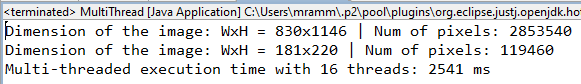 <terminated> MultiThread [Java Application] C:\Users\mramm\.p2\pool\plugins\org.eclipse.justj.openjdk.ho
Dimension of the image: WxH = 830x1146 | Num of pixels: 2853540
Dimension of the image: WxH = 181x220 | Num of pixels: 119460
Multi-threaded execution time with 16 threads: 2541 ms